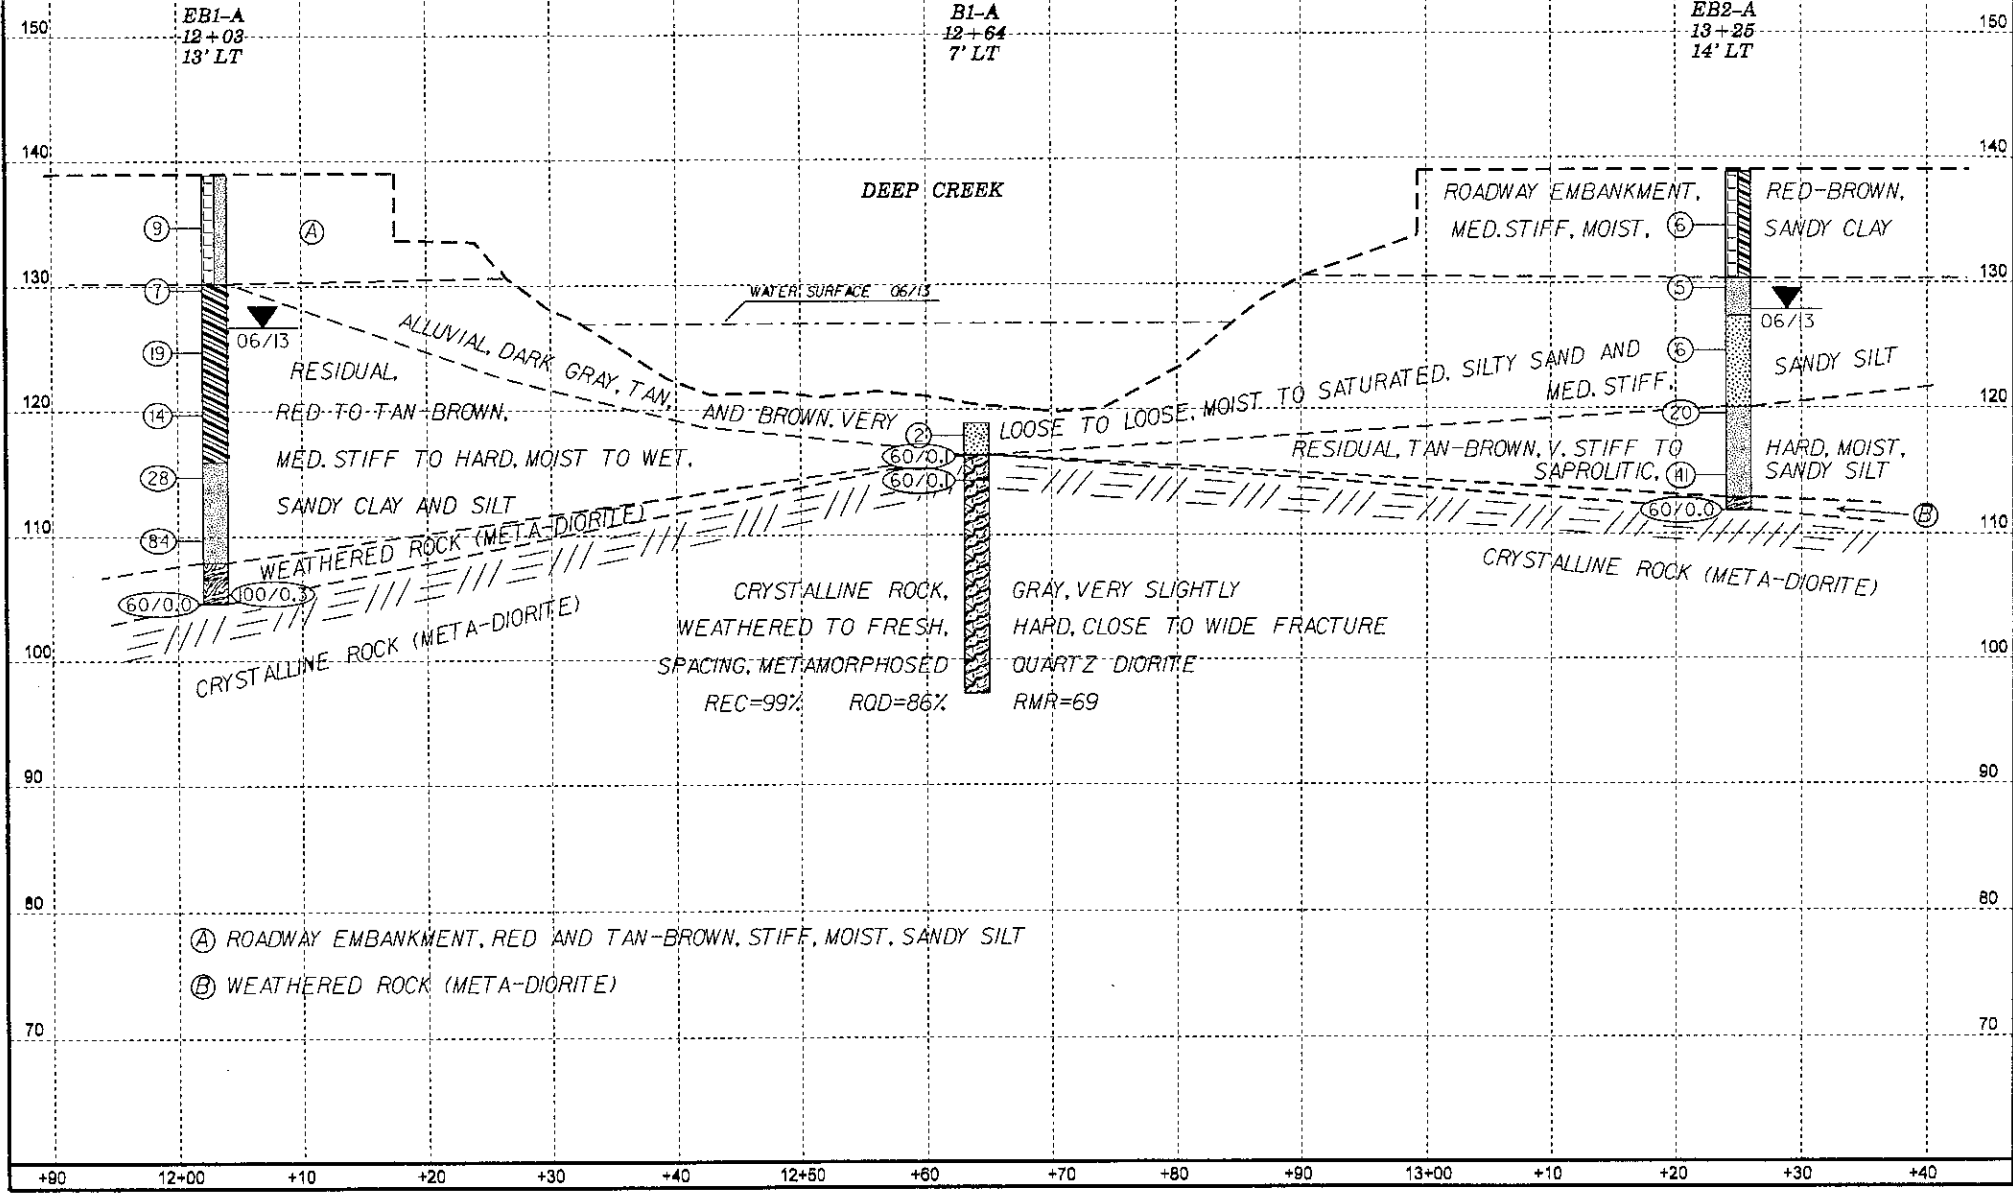 EB1-A
12+03
13' LT
B1-A
12+64
7' LT
EB2-A
13+25
14' LT
150
150
140
140
DEEP CREEK
ROADWAY EMBANKMENT, RED-BROWN,
MED. STIFF, MOIST, 6 SANDY CLAY
9
A
130
130
7
5
WATER SURFACE 06/13
06/13
06/13
19
6
ALLUVIAL, DARK GRAY, TAN, AND BROWN, VERY LOOSE TO LOOSE, MOIST TO SATURATED, SILTY SAND AND
MED. STIFF, SANDY SILT
RESIDUAL,
RED TO TAN-BROWN,
MED. STIFF TO HARD, MOIST TO WET,
SANDY CLAY AND SILT
120
120
14
20
2
60/0.1
60/0.1
RESIDUAL, TAN-BROWN, V. STIFF TO HARD, MOIST,
SAPROLITIC, 41 SANDY SILT
28
60/0.0
B
110
110
84
WEATHERED ROCK (META-DIORITE)
60/0.0
100/0.3
CRYSTALLINE ROCK (META-DIORITE)
CRYSTALLINE ROCK (META-DIORITE)
CRYSTALLINE ROCK, GRAY, VERY SLIGHTLY
WEATHERED TO FRESH, HARD, CLOSE TO WIDE FRACTURE
SPACING, METAMORPHOSED QUARTZ DIORITE
REC=99% RQD=86% RMR=69
100
100
90
90
80
80
A ROADWAY EMBANKMENT, RED AND TAN-BROWN, STIFF, MOIST, SANDY SILT
B WEATHERED ROCK (META-DIORITE)
70
70
+90 12+00 +10 +20 +30 +40 12+50 +60 +70 +80 +90 13+00 +10 +20 +30 +40